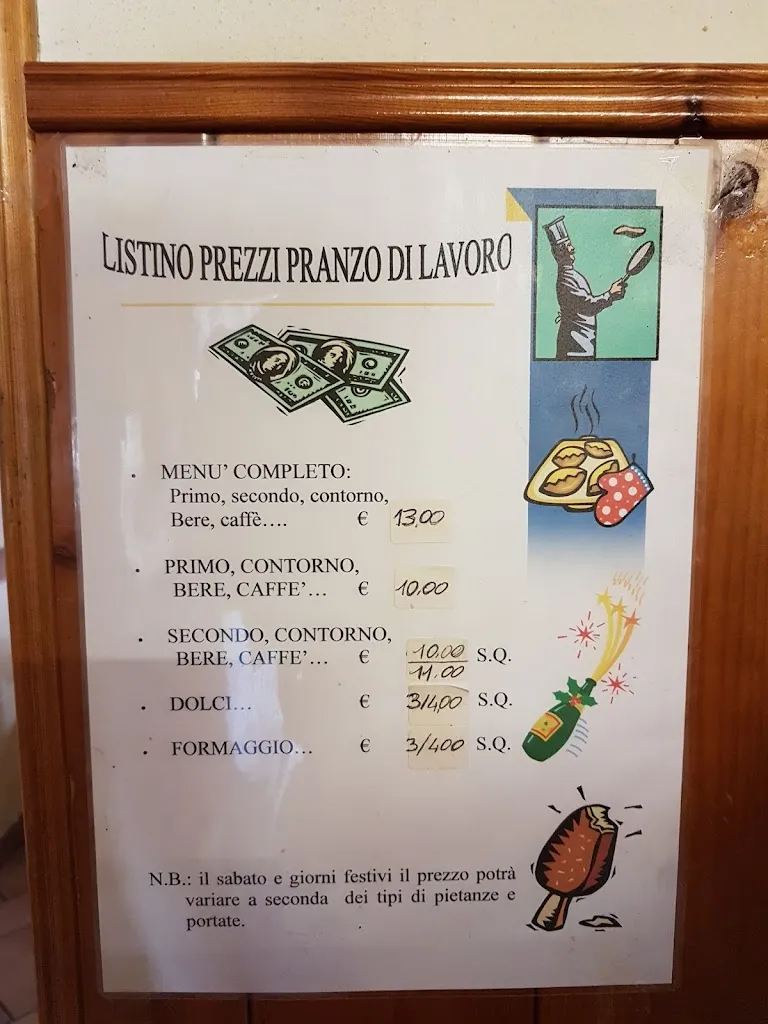 LISTINO PREZZI PRANZO DI LAVORO
• MENU' COMPLETO:
Primo, secondo, contorno,
Bere, caffè.... € 13,00
• PRIMO, CONTORNO,
BERE, CAFFE'... € 10,00
• SECONDO, CONTORNO,
BERE, CAFFE'... € 10,00 S.Q.
11,00
• DOLCI... € 3/4,00 S.Q.
• FORMAGGIO... € 3/4,00 S.Q.
N.B.: il sabato e giorni festivi il prezzo potrà
variare a seconda dei tipi di pietanze e
portate.